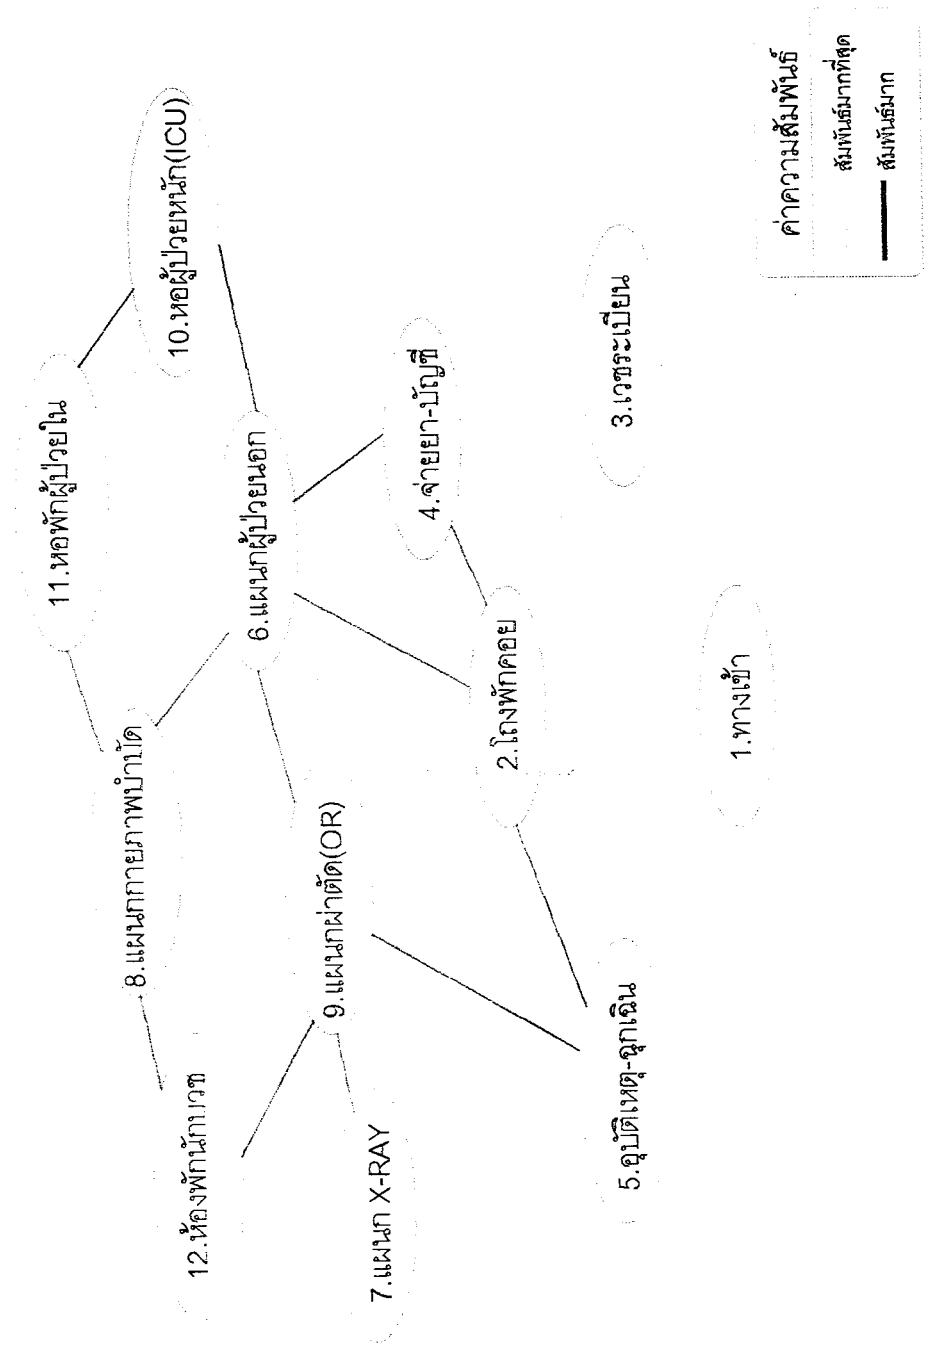 11.หอพักผู้ป่วยใน
10.หอผู้ป่วยหนัก(ICU)
8.แผนกกายภาพบำบัด
12.ห้องพักนักบวช
6.แผนกผู้ป่วยนอก
9.แผนกผ่าตัด(OR)
7.แผนก X-RAY
4.จ่ายยา-บัญชี
2.โถงพักคอย
5.อุบัติเหตุ-ฉุกเฉิน
3.เวชระเบียน
1.ทางเข้า
ค่าความสัมพันธ์
สัมพันธ์มากที่สุด
สัมพันธ์มาก